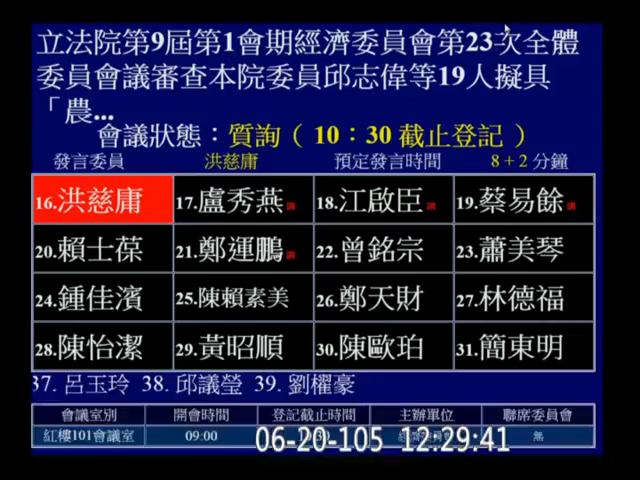 立法院第9屆第1會期經濟委員會第23次全體
委員會議審查本院委員邱志偉等19人擬具
「農...
會議狀態：質詢（10：30截止登記）
發言委員 洪慈庸 預定發言時間 8+2分鐘
16.洪慈庸 17.盧秀燕 18.江啟臣 19.蔡易餘
20.賴士葆 21.鄭運鵬 22.曾銘宗 23.蕭美琴
24.鍾佳濱 25.陳賴素美 26.鄭天財 27.林德福
28.陳怡潔 29.黃昭順 30.陳歐珀 31.簡東明
37. 呂玉玲 38. 邱議瑩 39. 劉櫂豪
會議室別 開會時間 登記截止時間 主辦單位 聯席委員會
紅樓101會議室 09:00 無
06-20-105 12:29:41